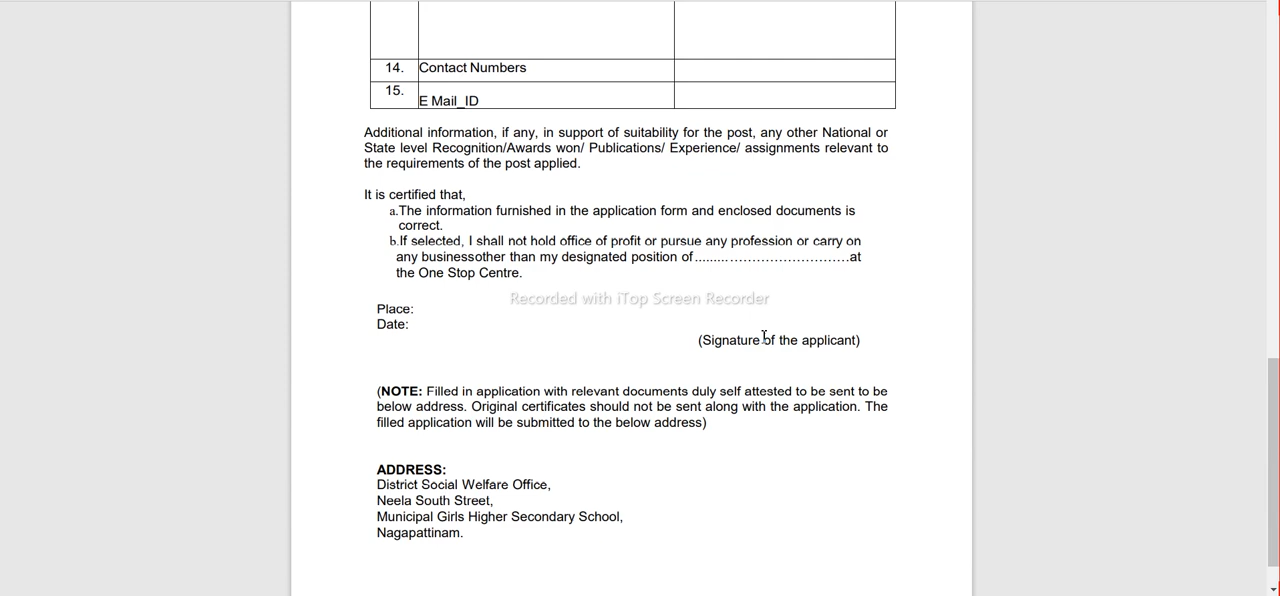 14. Contact Numbers
15.
E Mail_ID
Additional information, if any, in support of suitability for the post, any other National or
State level Recognition/Awards won/ Publications/ Experience/ assignments relevant to
the requirements of the post applied.
It is certified that,
a.The information furnished in the application form and enclosed documents is
correct.
b.If selected, I shall not hold office of profit or pursue any profession or carry on
any businessother than my designated position of.........………………………at
the One Stop Centre.
Recorded with iTop Screen Recorder
Place:
Date:
(Signature of the applicant)
(NOTE: Filled in application with relevant documents duly self attested to be sent to be
below address. Original certificates should not be sent along with the application. The
filled application will be submitted to the below address)
ADDRESS:
District Social Welfare Office,
Neela South Street,
Municipal Girls Higher Secondary School,
Nagapattinam.